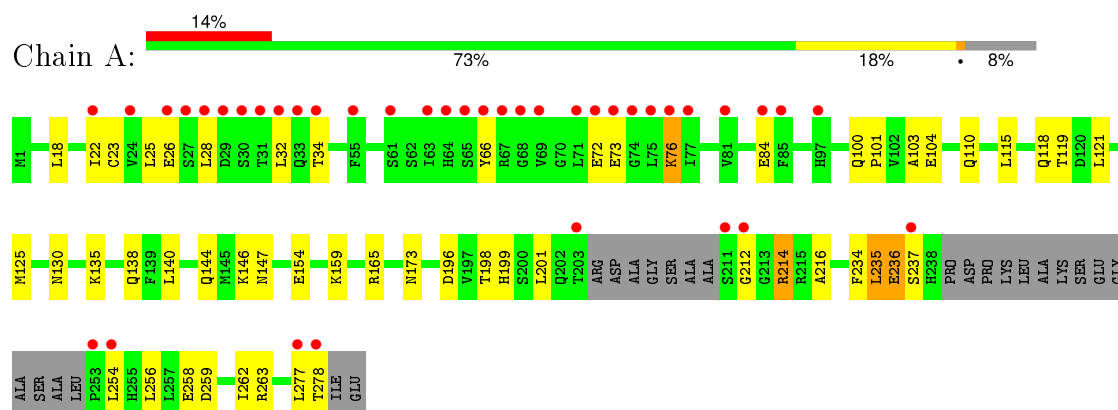 14%
Chain A:
73% 18% • 8%
M1 L18 I22 C23 V24 L25 E26 S27 L28 D29 S30 T31 L32 Q33 T34 F55 S61 S62 I63 H64 S65 Y66 R67 G68 V69 G70 I71 E72 E73 G74 L75 K76 I77 V81 E84 F85 H97 Q100 P101 V102 A103 E104 Q110 L115 Q118 T119 D120 L121
M125 N130 K135 Q138 F139 L140 Q144 M145 K146 N147 E154 K159 R165 N173 D196 V197 T198 H199 S200 L201 Q202 T203 ARG ASP ALA GLY SER ALA ALA S211 G212 G213 R214 R215 A216 F234 L235 E236 S237 H238 PRO ASP PRO LYS LEU ALA LYS SER GLU GLY
ALA SER ALA LEU P253 L254 H255 L256 L257 E258 D259 I262 R263 L277 T278 ILE GLU